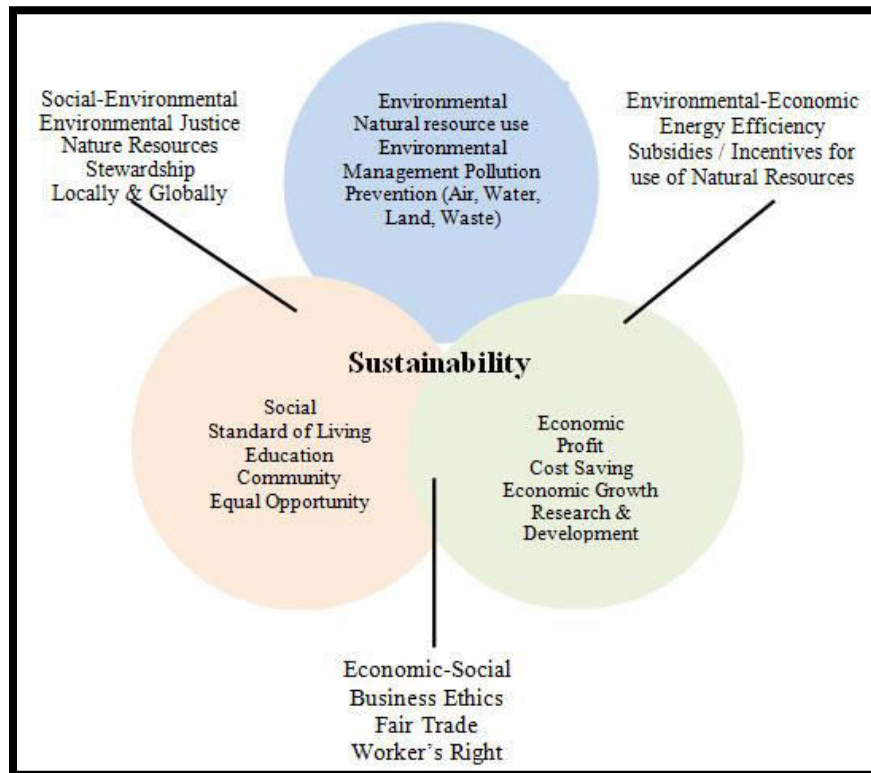 Social-Environmental
Environmental Justice
Nature Resources
Stewardship
Locally & Globally
Environmental
Natural resource use
Environmental
Management Pollution
Prevention (Air, Water,
Land, Waste)
Environmental-Economic
Energy Efficiency
Subsidies / Incentives for
use of Natural Resources
Sustainability
Social
Standard of Living
Education
Community
Equal Opportunity
Economic
Profit
Cost Saving
Economic Growth
Research &
Development
Economic-Social
Business Ethics
Fair Trade
Worker's Right